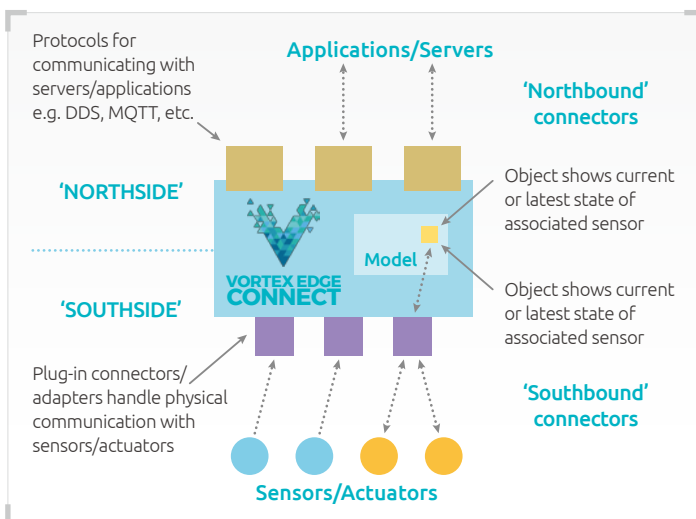 Protocols for
communicating with
servers/applications
e.g. DDS, MQTT, etc.
Applications/Servers
‘Northbound’
connectors
‘NORTHSIDE’
Object shows current
or latest state of
associated sensor
Model
VORTEX EDGE
CONNECT
‘SOUTHSIDE’
Object shows current
or latest state of
associated sensor
Plug-in connectors/
adapters handle physical
communication with
sensors/actuators
‘Southbound’
connectors
Sensors/Actuators